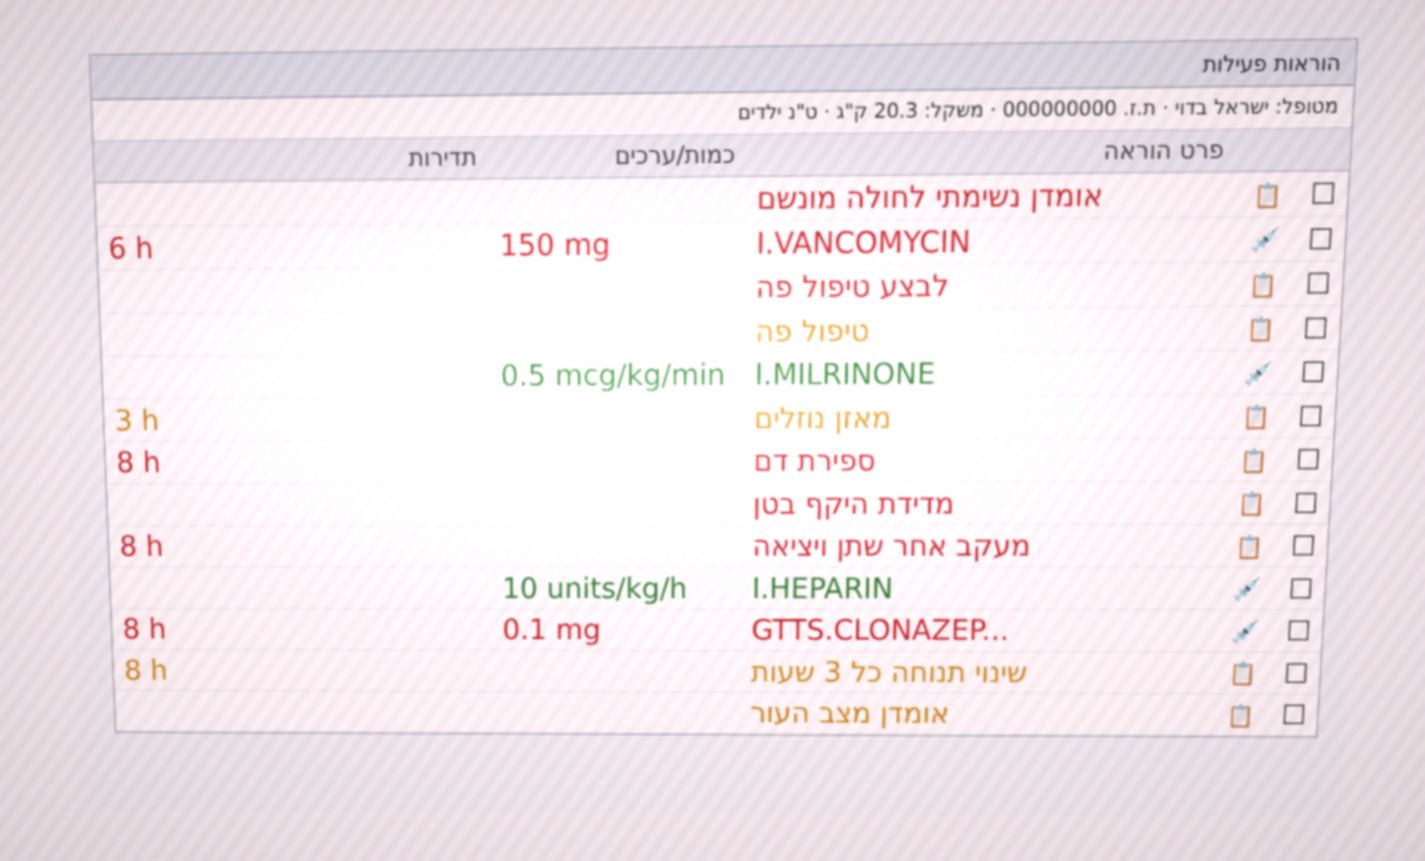 הוראות פעילות
מטופל: ישראל בדוי · ת.ז. 000000000 · משקל: 20.3 ק"ג · ט"נ ילדים
פרט הוראה כמות/ערכים תדירות
אומדן נשימתי לחולה מונשם
I.VANCOMYCIN 150 mg 6 h
לבצע טיפול פה
טיפול פה
I.MILRINONE 0.5 mcg/kg/min
מאזן נוזלים 3 h
ספירת דם 8 h
מדידת היקף בטן
מעקב אחר שתן ויציאה 8 h
I.HEPARIN 10 units/kg/h
GTTS.CLONAZEP... 0.1 mg 8 h
שינוי תנוחה כל 3 שעות 8 h
אומדן מצב העור